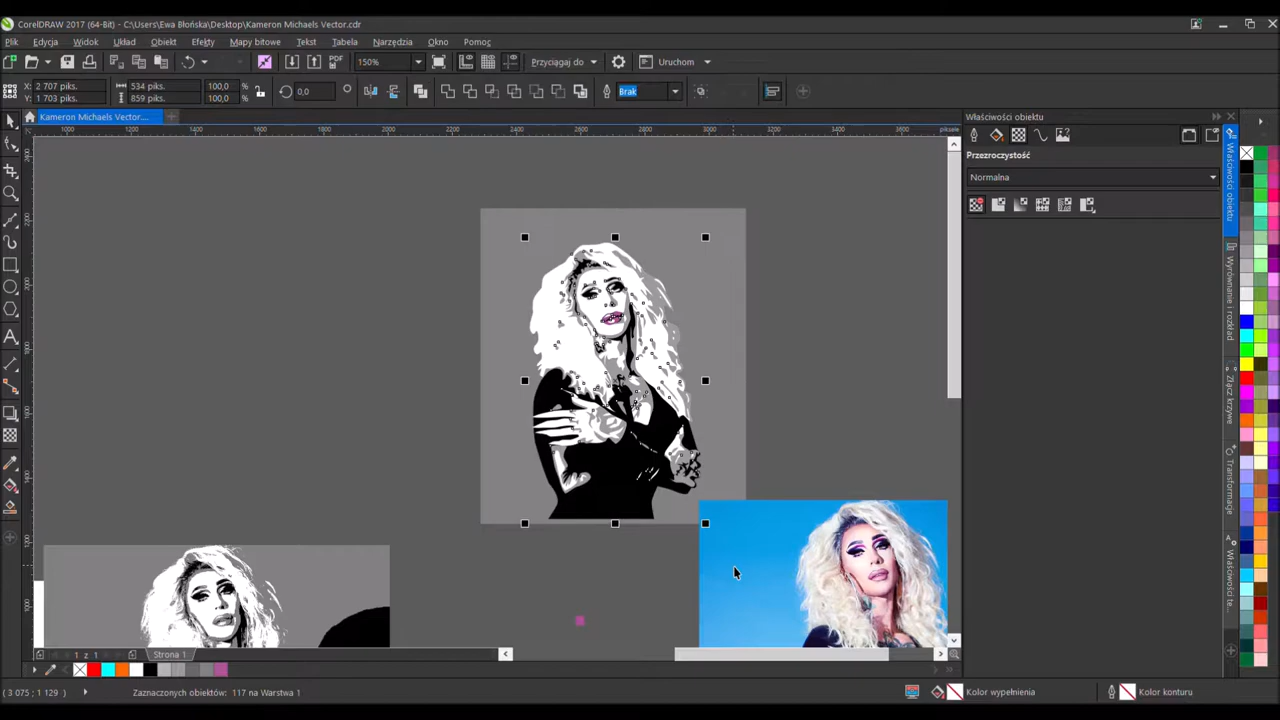 CorelDRAW 2017 (64-Bit) - C:\Users\Ewa Błońska\Desktop\Kameron Michaels Vector.cdr
Plik Edycja Widok Układ Obiekt Efekty Mapy bitowe Tekst Tabela Narzędzia Okno Pomoc
PDF 150% Przyciągaj do Uruchom
X: 2 707 piks. 534 piks. 100,0 %
Y: 1 703 piks. 859 piks. 100,0 %
0,0 Brak
Kameron Michaels Vector....
1000 1200 1400 1600 1800 2000 2200 2400 2600 2800 3000 3200 3400 3600 piksele
Właściwości obiektu
Przezroczystość
Normalna
Właściwości obiektu
Wyrównanie i rozkład
Złącz krzywe
Transformacje
Właściwości te...
1 z 1 Strona 1
( 3 075 ; 1 129 ) Zaznaczonych obiektów: 117 na Warstwa 1 Kolor wypełnienia Kolor konturu